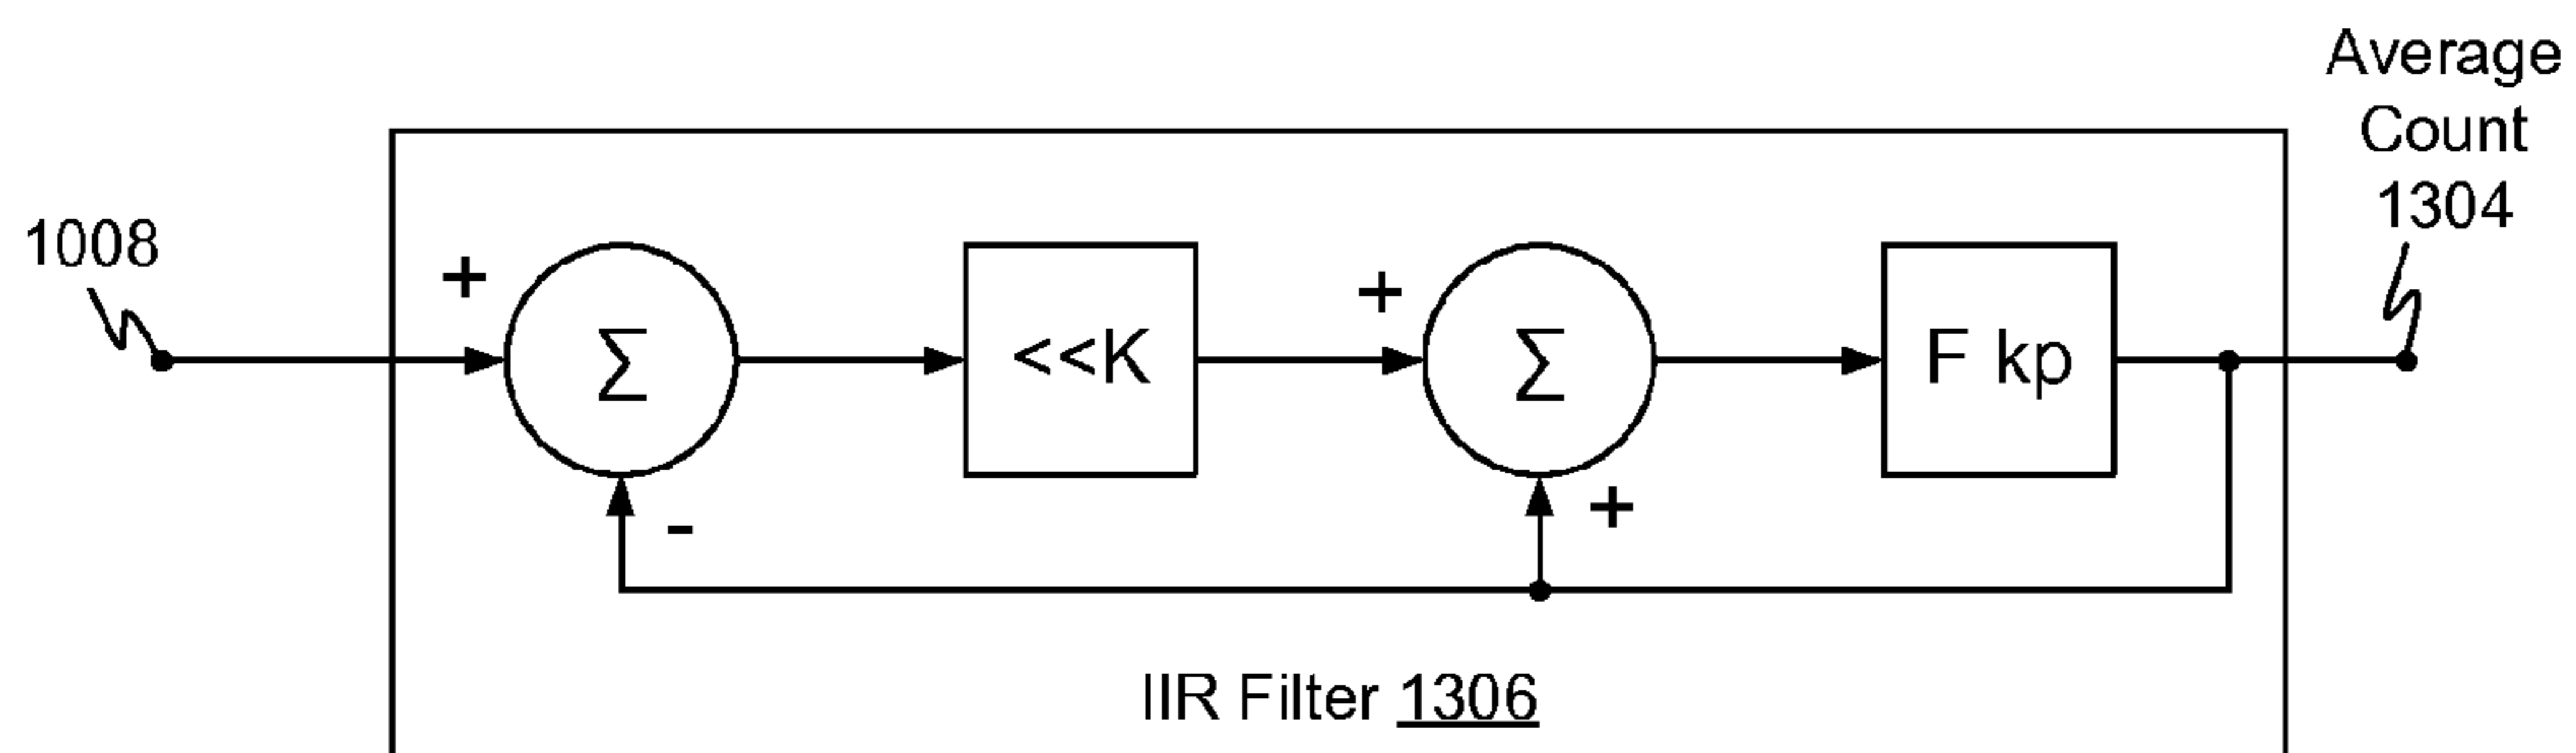 Average
Count
1304
1008
+
Σ
-
<<K
+
Σ
+
F kp
IIR Filter 1306